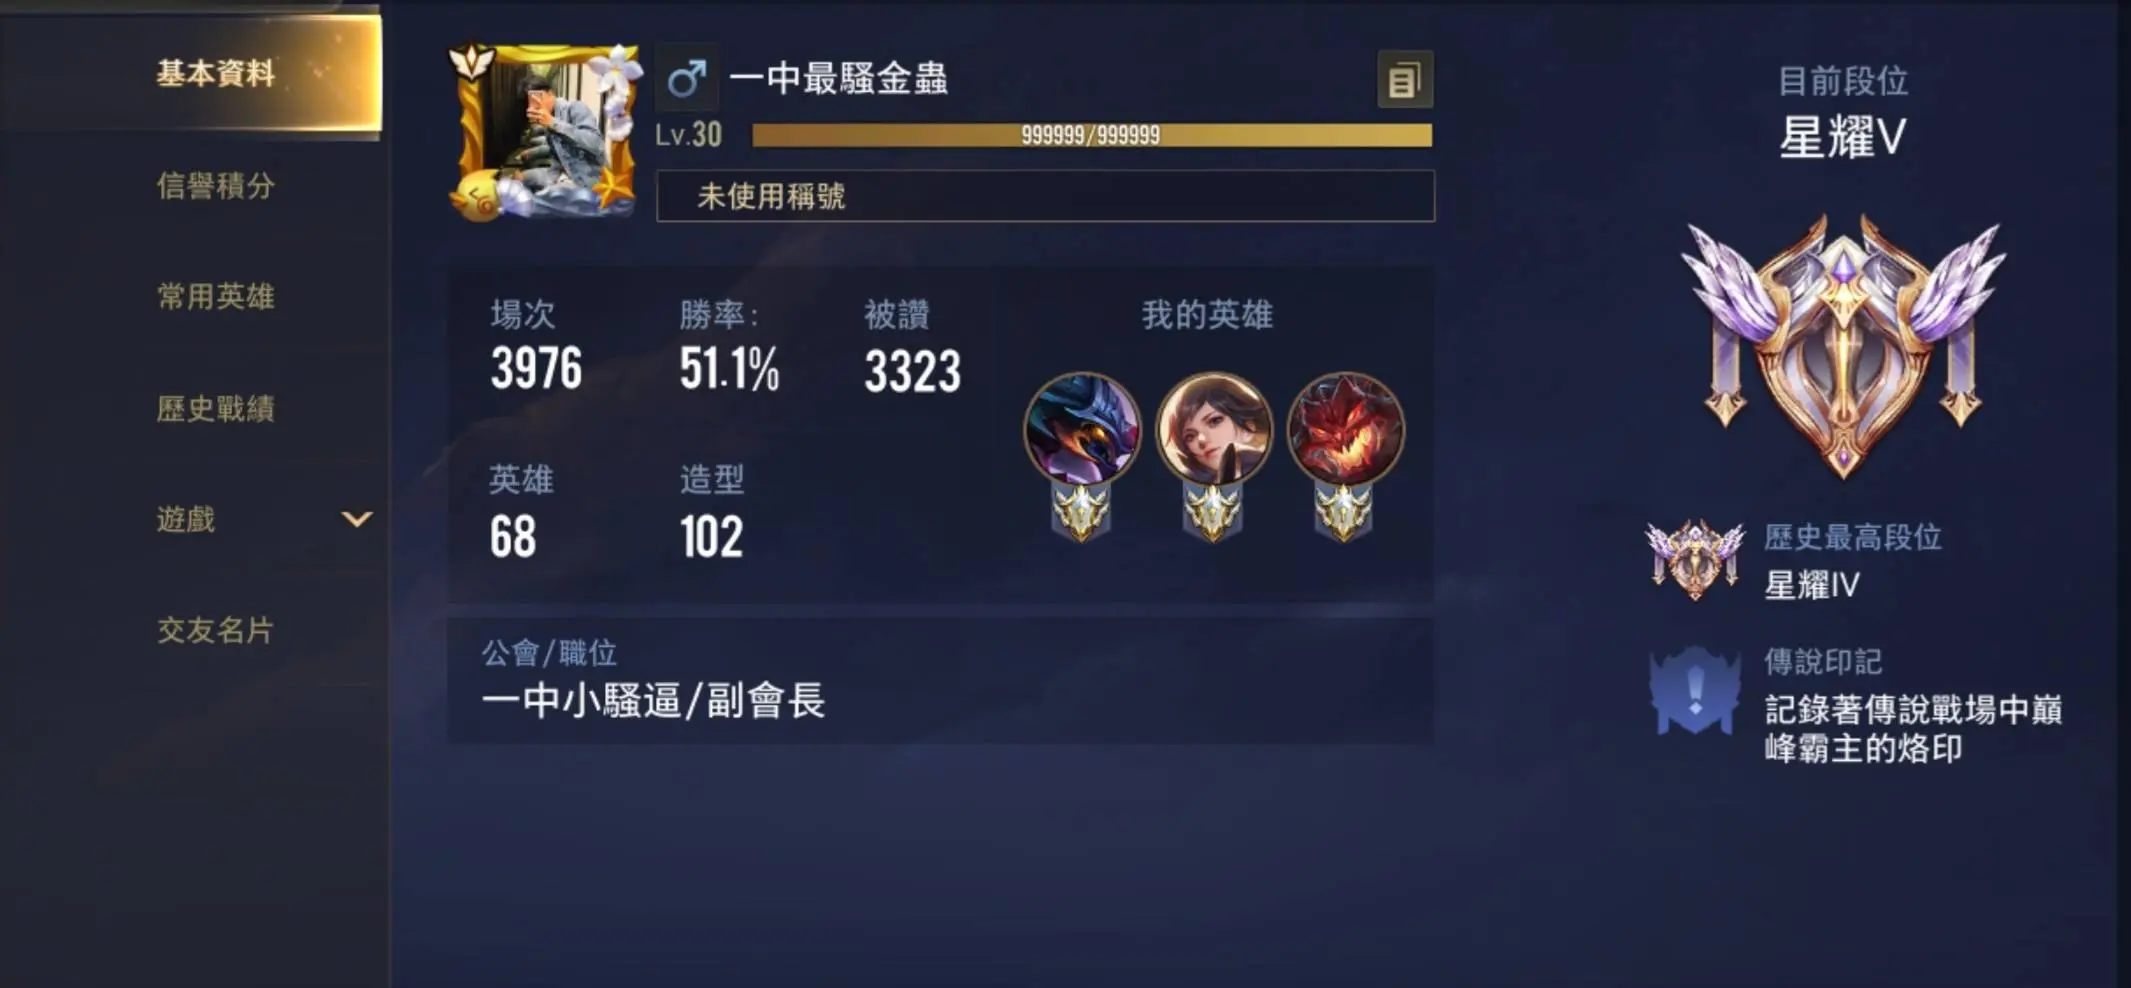 基本資料
信譽積分
常用英雄
歷史戰績
遊戲
交友名片
一中最騷金蟲
Lv.30
999999/999999
未使用稱號
場次
3976
勝率:
51.1%
被讚
3323
英雄
68
造型
102
我的英雄
公會/職位
一中小騷逼/副會長
目前段位
星耀V
歷史最高段位
星耀IV
傳說印記
記錄著傳說戰場中巔
峰霸主的烙印